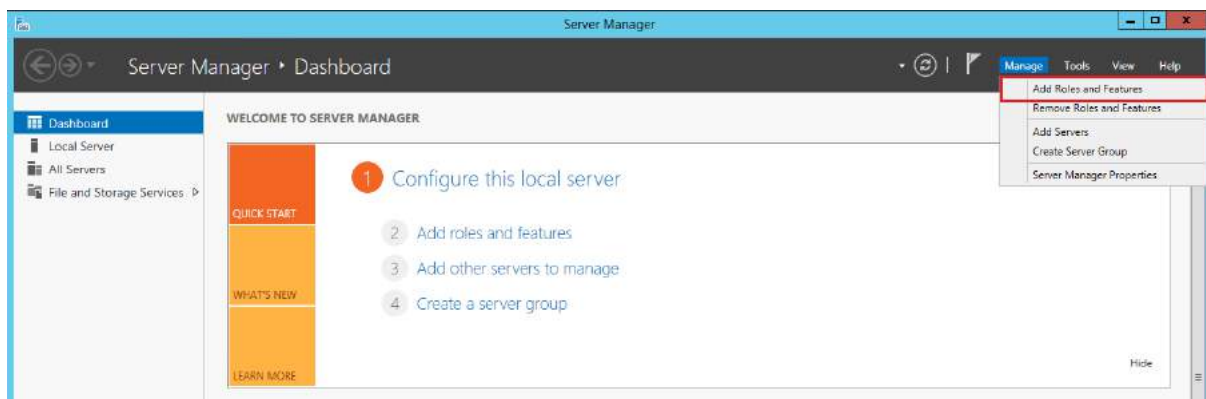 Server Manager
Server Manager • Dashboard
Manage Tools View Help
Add Roles and Features
Remove Roles and Features
Add Servers
Create Server Group
Server Manager Properties
Dashboard
Local Server
All Servers
File and Storage Services
WELCOME TO SERVER MANAGER
QUICK START
WHAT'S NEW
LEARN MORE
1 Configure this local server
2 Add roles and features
3 Add other servers to manage
4 Create a server group
Hide